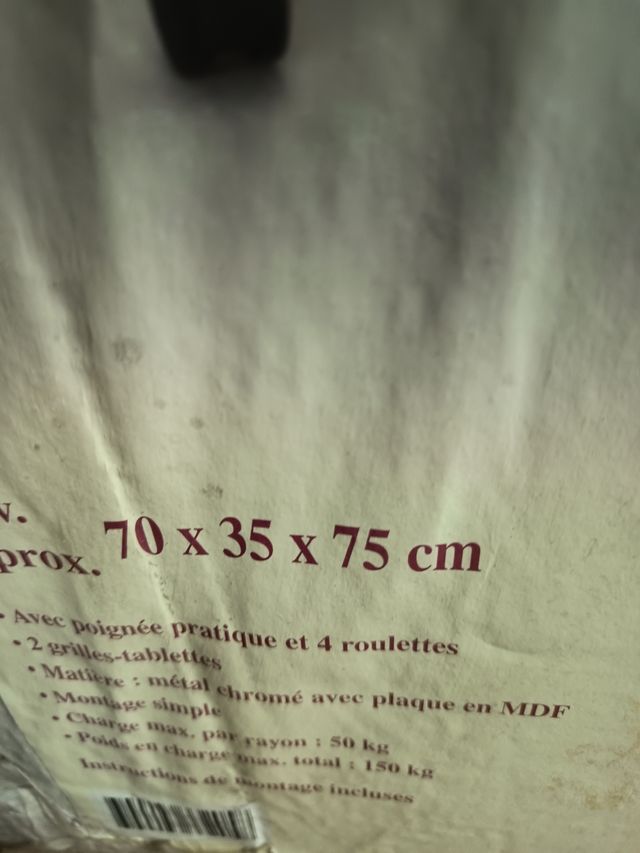 v.
prox. 70 x 35 x 75 cm
• Avec poignée pratique et 4 roulettes
• 2 grilles-tablettes
• Matière : métal chromé avec plaque en MDF
• Montage simple
• Charge max. par rayon : 50 kg
• Poids en charge max. total : 150 kg
Instructions de montage incluses